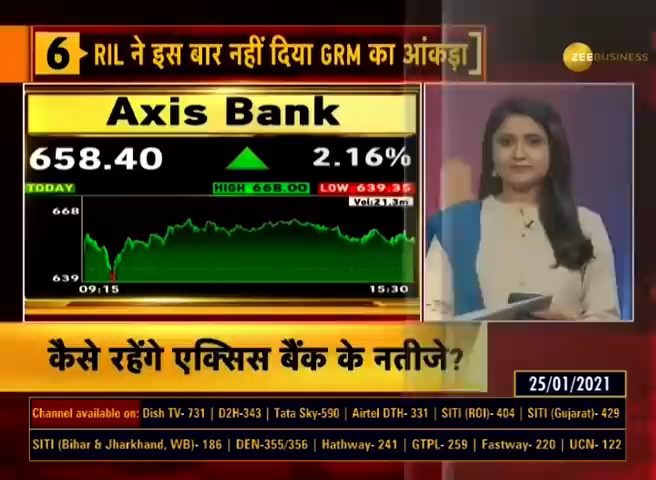 6
RIL ने इस बार नहीं दिया GRM का आंकड़ा
ZEEBUSINESS
Axis Bank
658.40
2.16%
TODAY
HIGH 668.00
LOW 639.35
Vol:21.3m
668
639
09:15
15:30
कैसे रहेंगे एक्सिस बैंक के नतीजे?
25/01/2021
Channel available on: Dish TV- 731 | D2H-343 | Tata Sky-590 | Airtel DTH- 331 | SITI (ROI)- 404 | SITI (Gujarat)- 429
SITI (Bihar & Jharkhand, WB)- 186 | DEN-355/356 | Hathway- 241 | GTPL- 259 | Fastway- 220 | UCN- 122